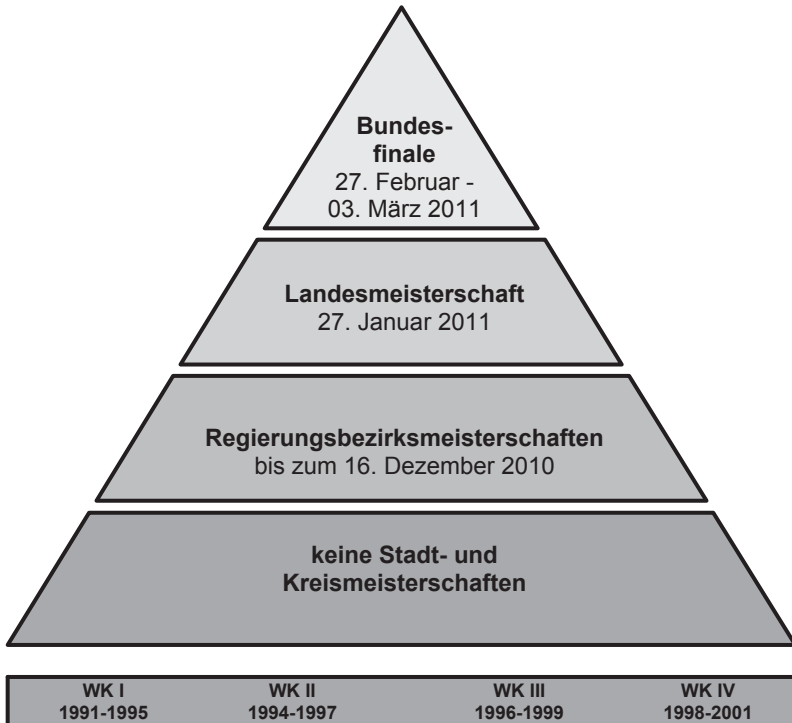 Bundes-
finale
27. Februar -
03. März 2011
Landesmeisterschaft
27. Januar 2011
Regierungsbezirksmeisterschaften
bis zum 16. Dezember 2010
keine Stadt- und
Kreismeisterschaften
WK I WK II WK III WK IV
1991-1995 1994-1997 1996-1999 1998-2001